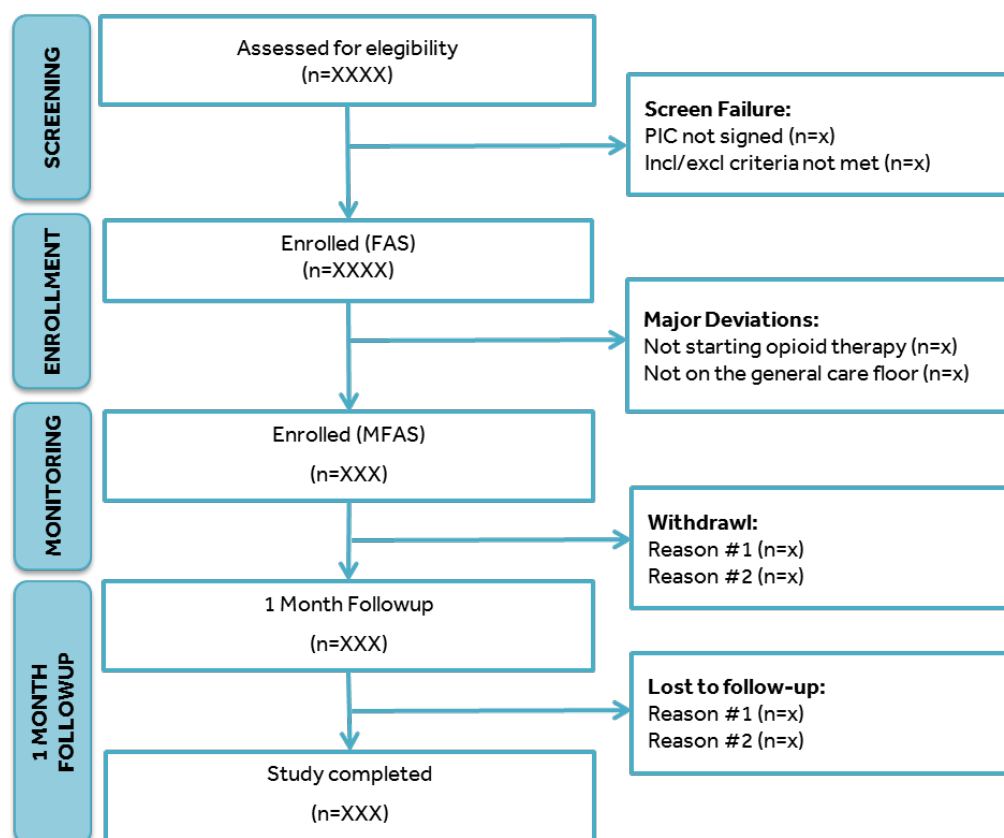 SCREENING
Assessed for elegibility
(n=XXXX)
Screen Failure:
PIC not signed (n=x)
Incl/excl criteria not met (n=x)
ENROLLMENT
Enrolled (FAS)
(n=XXXX)
Major Deviations:
Not starting opioid therapy (n=x)
Not on the general care floor (n=x)
MONITORING
Enrolled (MFAS)
(n=XXX)
Withdrawl:
Reason #1 (n=x)
Reason #2 (n=x)
1 MONTH
FOLLOWUP
1 Month Followup
(n=XXX)
Lost to follow-up:
Reason #1 (n=x)
Reason #2 (n=x)
Study completed
(n=XXX)